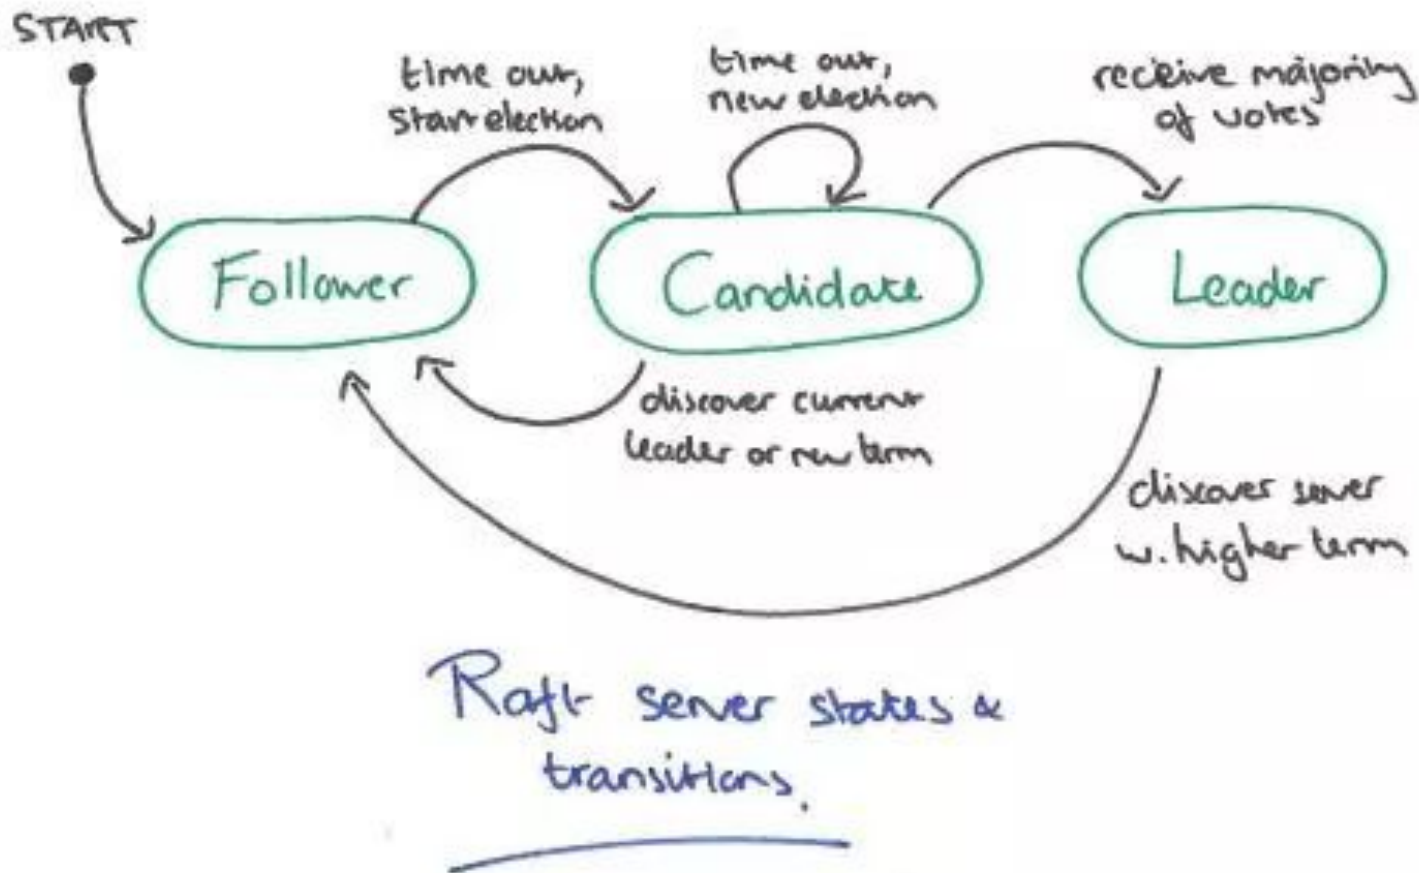 START
time out,
start election
time out,
new election
receive majority
of votes
Follower
Candidate
Leader
discover current
leader or new term
discover server
w. higher term
Raft server states &
transitions.